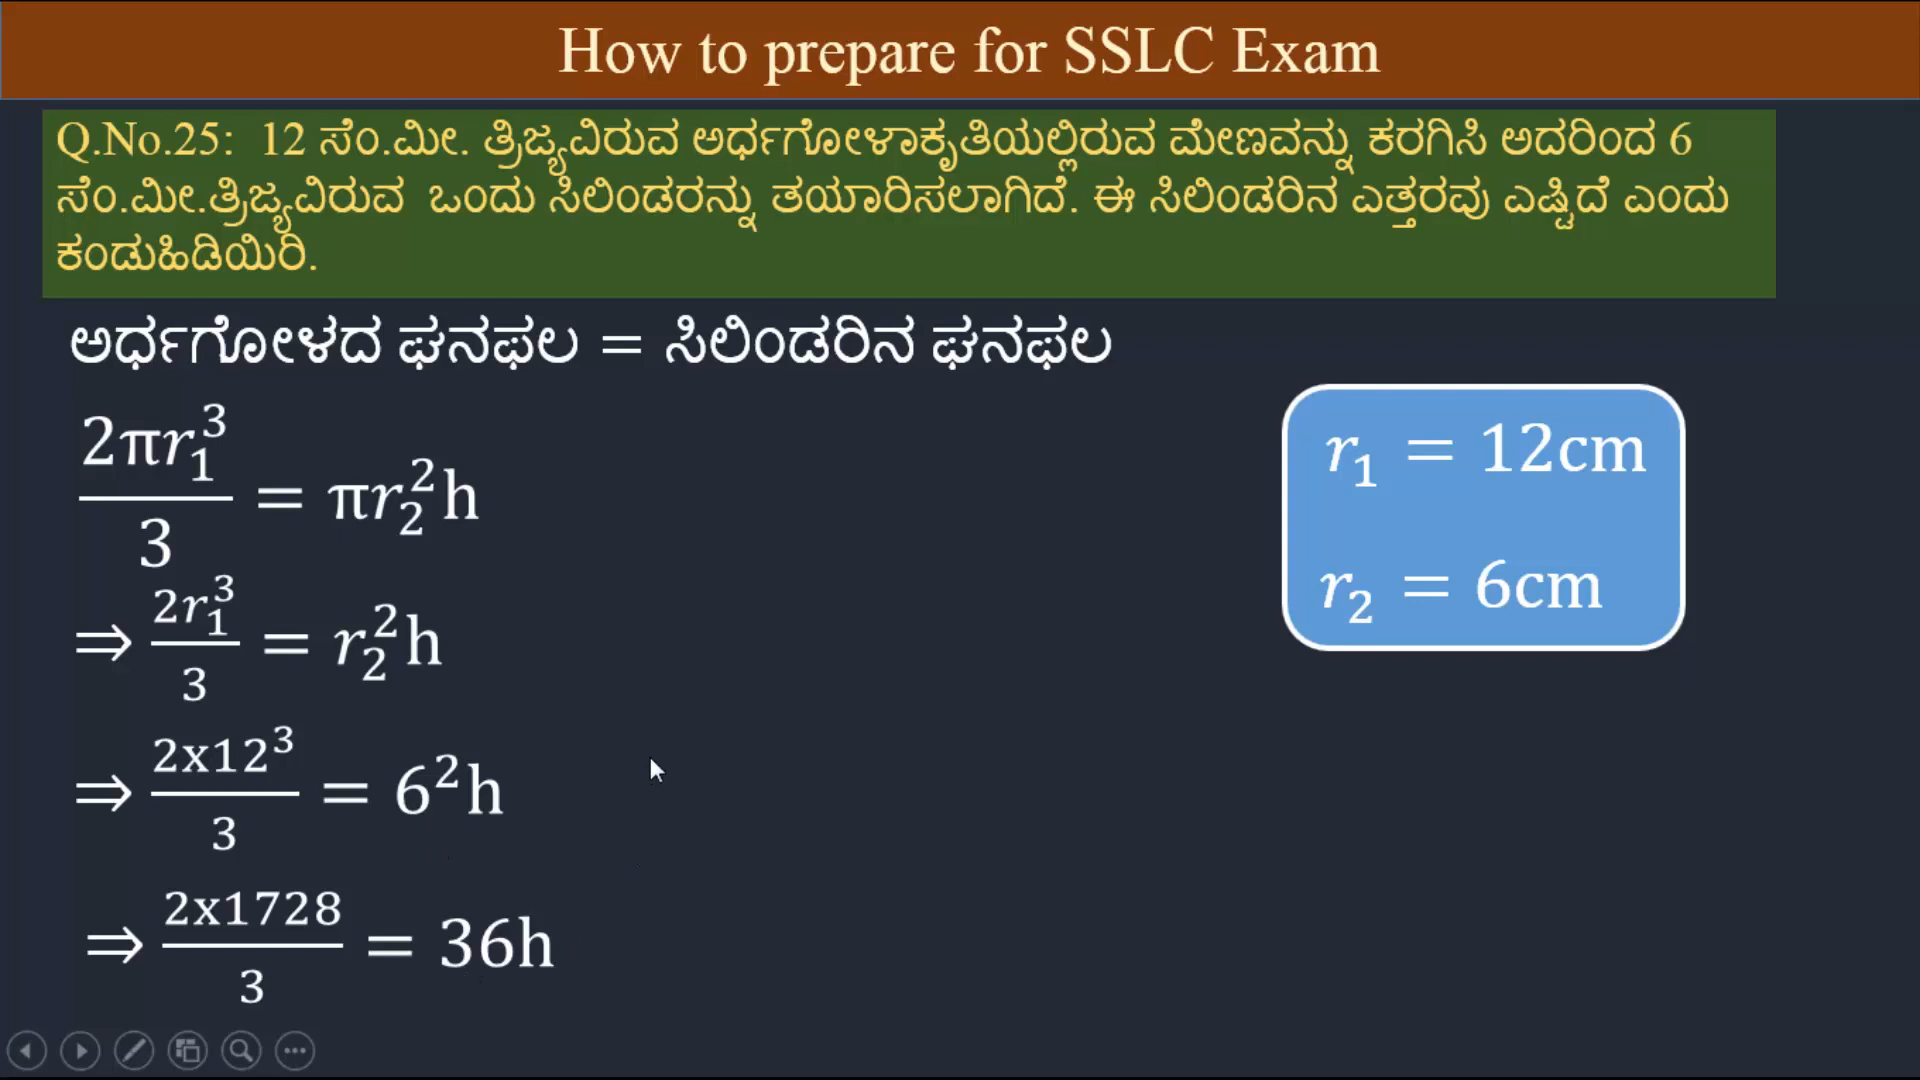 How to prepare for SSLC Exam
Q.No.25: 12 ಸೆಂ.ಮೀ. ತ್ರಿಜ್ಯವಿರುವ ಅರ್ಧಗೋಳಾಕೃತಿಯಲ್ಲಿರುವ ಮೇಣವನ್ನು ಕರಗಿಸಿ ಅದರಿಂದ 6
ಸೆಂ.ಮೀ.ತ್ರಿಜ್ಯವಿರುವ ಒಂದು ಸಿಲಿಂಡರನ್ನು ತಯಾರಿಸಲಾಗಿದೆ. ಈ ಸಿಲಿಂಡರಿನ ಎತ್ತರವು ಎಷ್ಟಿದೆ ಎಂದು
ಕಂಡುಹಿಡಿಯಿರಿ.
ಅರ್ಧಗೋಳದ ಘನಫಲ = ಸಿಲಿಂಡರಿನ ಘನಫಲ
2πr₁³/3 = πr₂²h
⇒ 2r₁³/3 = r₂²h
⇒ 2x12³/3 = 6²h
⇒ 2x1728/3 = 36h
r₁ = 12cm
r₂ = 6cm